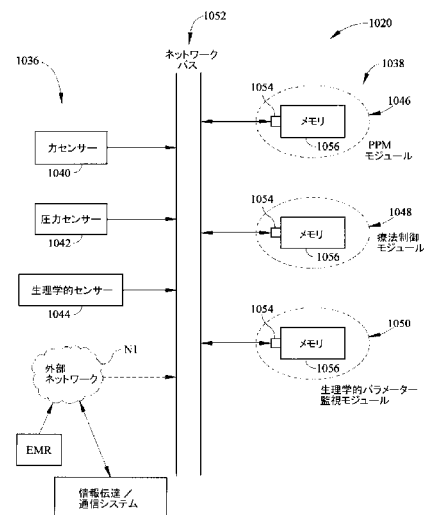 1052
ネットワーク
バス
1020
1036
1038
1054
1046
メモリ
1056
PPM
モジュール
力センサー
1040
圧力センサー
1042
1054
1048
メモリ
1056
療法制御
モジュール
生理学的センサー
1044
1054
1050
メモリ
1056
生理学的パラメーター
監視モジュール
N1
外部
ネットワーク
EMR
情報伝達／
通信システム